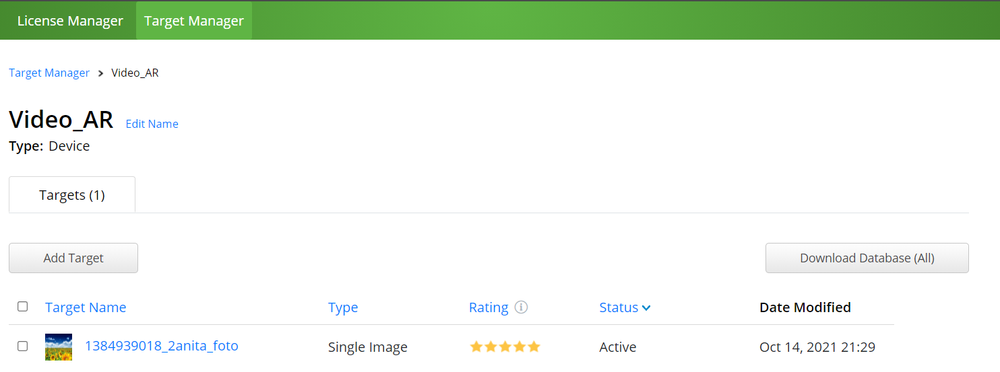 License Manager Target Manager
Target Manager > Video_AR
Video_AR Edit Name
Type: Device
Targets (1)
Add Target Download Database (All)
Target Name Type Rating Status Date Modified
1384939018_2anita_foto Single Image Active Oct 14, 2021 21:29